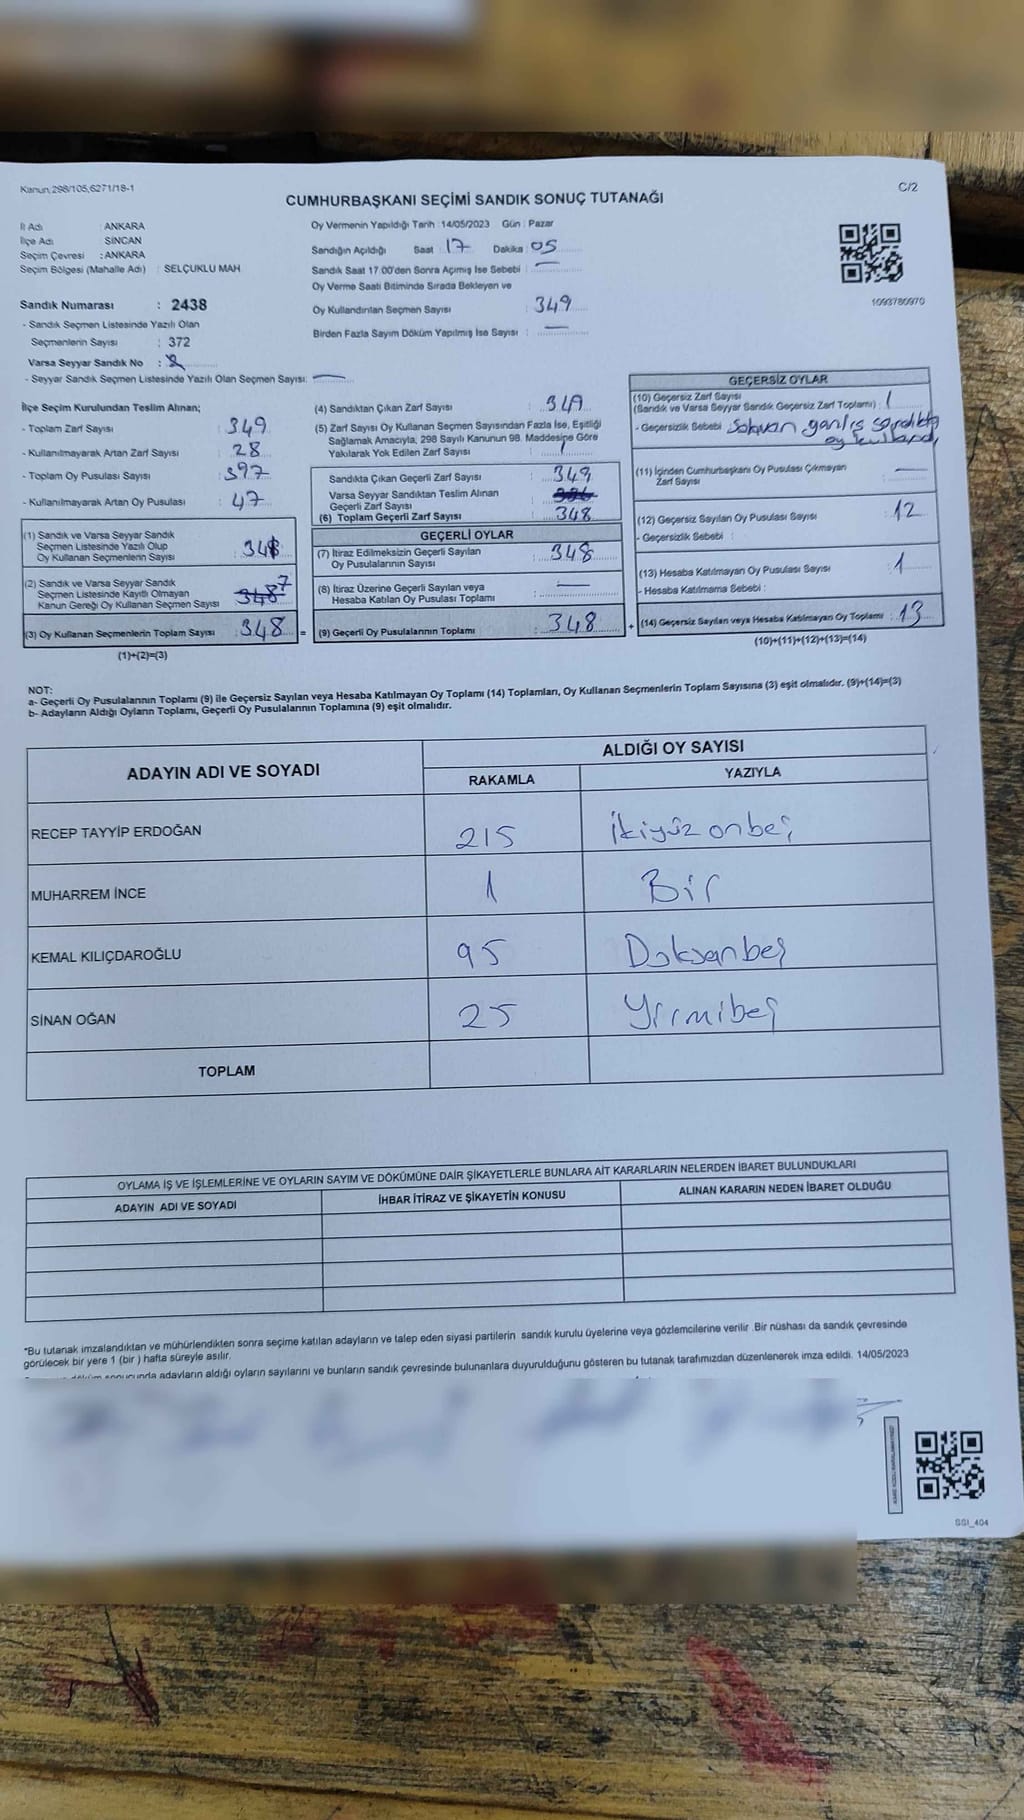 Kanun,298/105,6271/18-1
C/2
CUMHURBAŞKANI SEÇİMİ SANDIK SONUÇ TUTANAĞI
İl Adı : ANKARA
İlçe Adı : SİNCAN
Seçim Çevresi : ANKARA
Seçim Bölgesi (Mahalle Adı) : SELÇUKLU MAH
Sandık Numarası : 2438
- Sandık Seçmen Listesinde Yazılı Olan
Seçmenlerin Sayısı : 372
Varsa Seyyar Sandık No :
- Seyyar Sandık Seçmen Listesinde Yazılı Olan Seçmen Sayısı: —
Oy Vermenin Yapıldığı Tarih :14/05/2023 Gün : Pazar
Sandığın Açıldığı Saat : 17 Dakika : 05
Sandık Saat 17.00'den Sonra Açmış İse Sebebi : —
Oy Verme Saati Bitiminde Sırada Bekleyen ve
Oy Kullandırılan Seçmen Sayısı : 349
Birden Fazla Sayım Döküm Yapılmış İse Sayısı : —
1093780970
İlçe Seçim Kurulundan Teslim Alınan;
- Toplam Zarf Sayısı : 349
- Kullanılmayarak Artan Zarf Sayısı : 28
- Toplam Oy Pusulası Sayısı : 397
- Kullanılmayarak Artan Oy Pusulası : 47
(1) Sandık ve Varsa Seyyar Sandık
Seçmen Listesinde Yazılı Olup
Oy Kullanan Seçmenlerin Sayısı : 348
(2) Sandık ve Varsa Seyyar Sandık
Seçmen Listesinde Kayıtlı Olmayan
Kanun Gereği Oy Kullanan Seçmen Sayısı : 348 7
(3) Oy Kullanan Seçmenlerin Toplam Sayısı : 348 =
(1)+(2)=(3)
(4) Sandıktan Çıkan Zarf Sayısı : 349
(5) Zarf Sayısı Oy Kullanan Seçmen Sayısından Fazla İse, Eşitliği
Sağlamak Amacıyla, 298 Sayılı Kanunun 98. Maddesine Göre
Yakılarak Yok Edilen Zarf Sayısı : 1
Sandıkta Çıkan Geçerli Zarf Sayısı : 349
Varsa Seyyar Sandıktan Teslim Alınan
Geçerli Zarf Sayısı :
(6) Toplam Geçerli Zarf Sayısı : 348
GEÇERLİ OYLAR
(7) İtiraz Edilmeksizin Geçerli Sayılan
Oy Pusulalarının Sayısı : 348
(8) İtiraz Üzerine Geçerli Sayılan veya
Hesaba Katılan Oy Pusulası Toplamı : —
(9) Geçerli Oy Pusulalarının Toplamı : 348 +
GEÇERSİZ OYLAR
(10) Geçersiz Zarf Sayısı
(Sandık ve Varsa Seyyar Sandık Geçersiz Zarf Toplamı) : 1
- Geçersizlik Sebebi : yanlış sandıkta
oy kullandı,
(11) İçinden Cumhurbaşkanı Oy Pusulası Çıkmayan
Zarf Sayısı : —
(12) Geçersiz Sayılan Oy Pusulası Sayısı : 12
- Geçersizlik Sebebi :
(13) Hesaba Katılmayan Oy Pusulası Sayısı : 1
- Hesaba Katılmama Sebebi :
(14) Geçersiz Sayılan veya Hesaba Katılmayan Oy Toplamı : 13
(10)+(11)+(12)+(13)=(14)
NOT:
a- Geçerli Oy Pusulalarının Toplamı (9) ile Geçersiz Sayılan veya Hesaba Katılmayan Oy Toplamı (14) Toplamları, Oy Kullanan Seçmenlerin Toplam Sayısına (3) eşit olmalıdır. (9)+(14)=(3)
b- Adayların Aldığı Oyların Toplamı, Geçerli Oy Pusulalarının Toplamına (9) eşit olmalıdır.
ADAYIN ADI VE SOYADI ALDIĞI OY SAYISI
RAKAMLA YAZIYLA
RECEP TAYYİP ERDOĞAN 215 ikiyüz onbeş
MUHARREM İNCE 1 Bir
KEMAL KILIÇDAROĞLU 95 Doksanbeş
SİNAN OĞAN 25 Yirmibeş
TOPLAM
OYLAMA İŞ VE İŞLEMLERİNE VE OYLARIN SAYIM VE DÖKÜMÜNE DAİR ŞİKAYETLERLE BUNLARA AİT KARARLARIN NELERDEN İBARET BULUNDUKLARI
ADAYIN ADI VE SOYADI İHBAR İTİRAZ VE ŞİKAYETİN KONUSU ALINAN KARARIN NEDEN İBARET OLDUĞU
*Bu tutanak imzalandıktan ve mühürlendikten sonra seçime katılan adayların ve talep eden siyasi partilerin sandık kurulu üyelerine veya gözlemcilerine verilir .Bir nüshası da sandık çevresinde
görülecek bir yere 1 (bir ) hafta süreyle asılır.
adayların aldığı oyların sayılarını ve bunların sandık çevresinde bulunanlara duyurulduğunu gösteren bu tutanak tarafımızdan düzenlenerek imza edildi. 14/05/2023
SSI_404